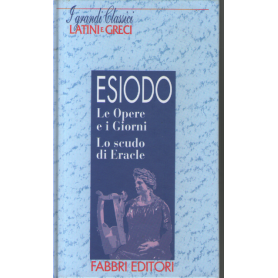 I grandi Classici
LATINI E GRECI
ESIODO
Le Opere
e i Giorni
Lo scudo
di Eracle
FABBRI EDITORI